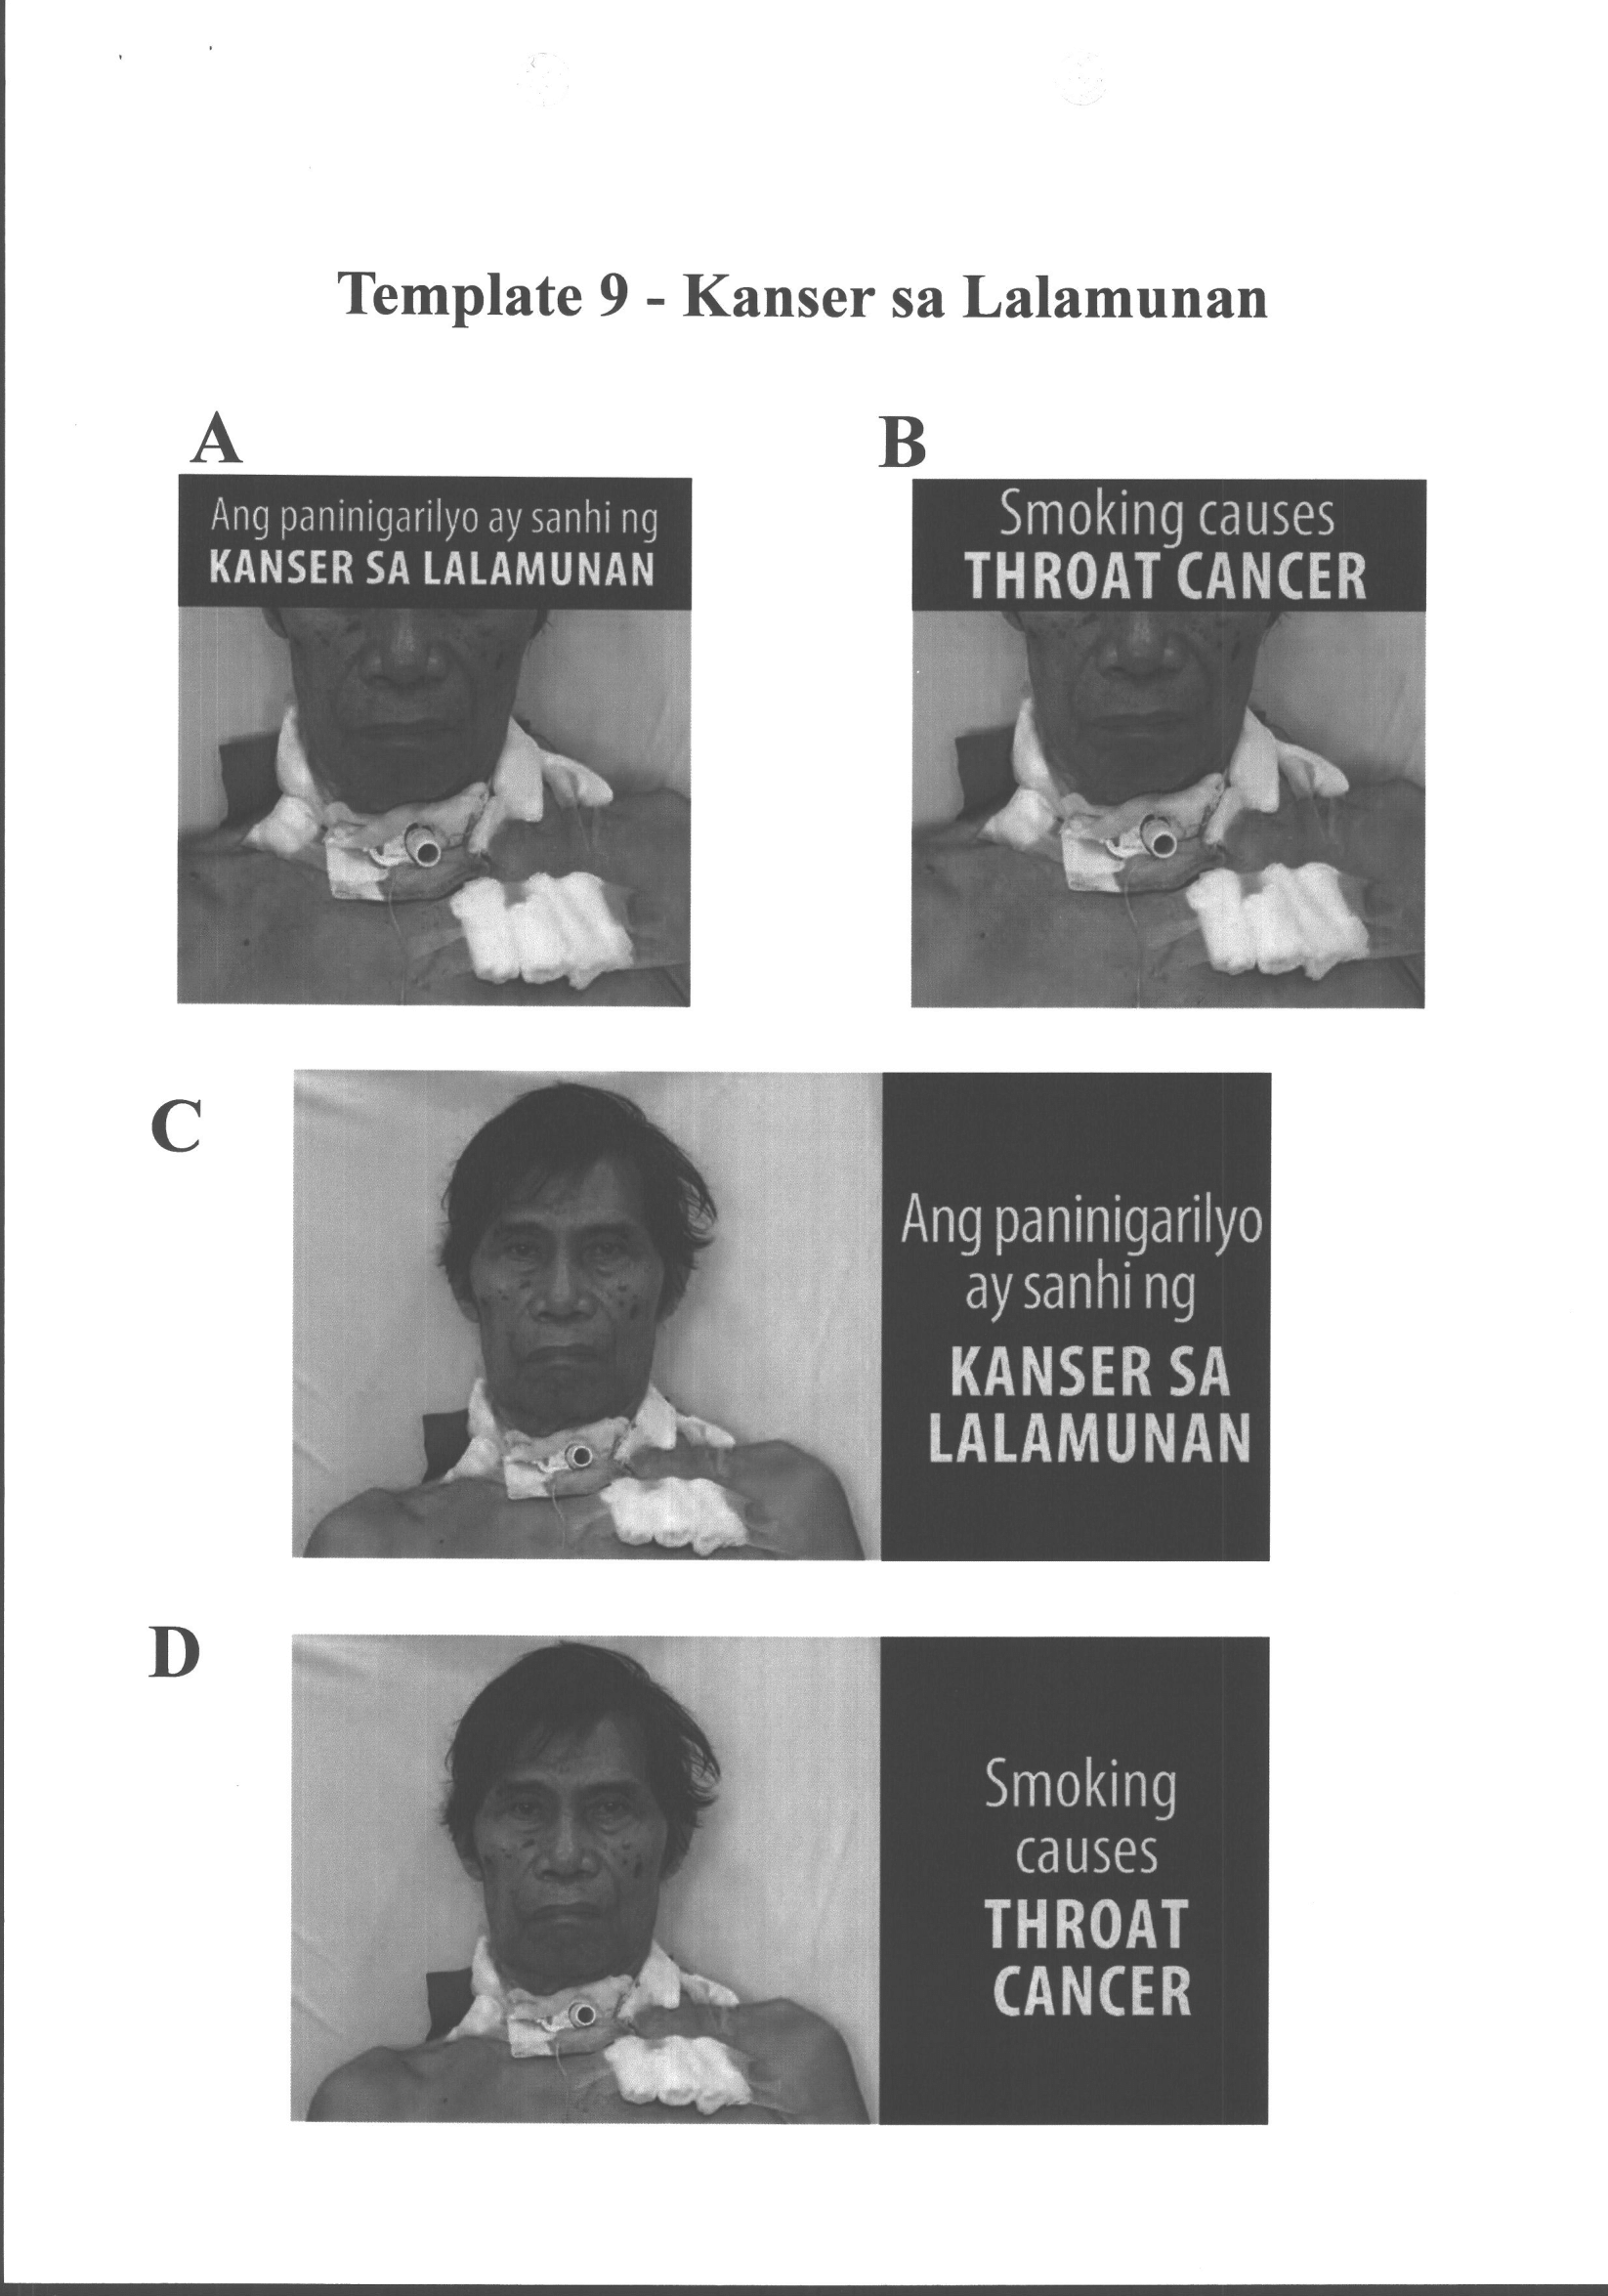 Template 9 - Kanser sa Lalamunan
A
Ang paninigarilyo ay sanhi ng
KANSER SA LALAMUNAN
B
Smoking causes
THROAT CANCER
C
Ang paninigarilyo
ay sanhi ng
KANSER SA
LALAMUNAN
D
Smoking
causes
THROAT
CANCER